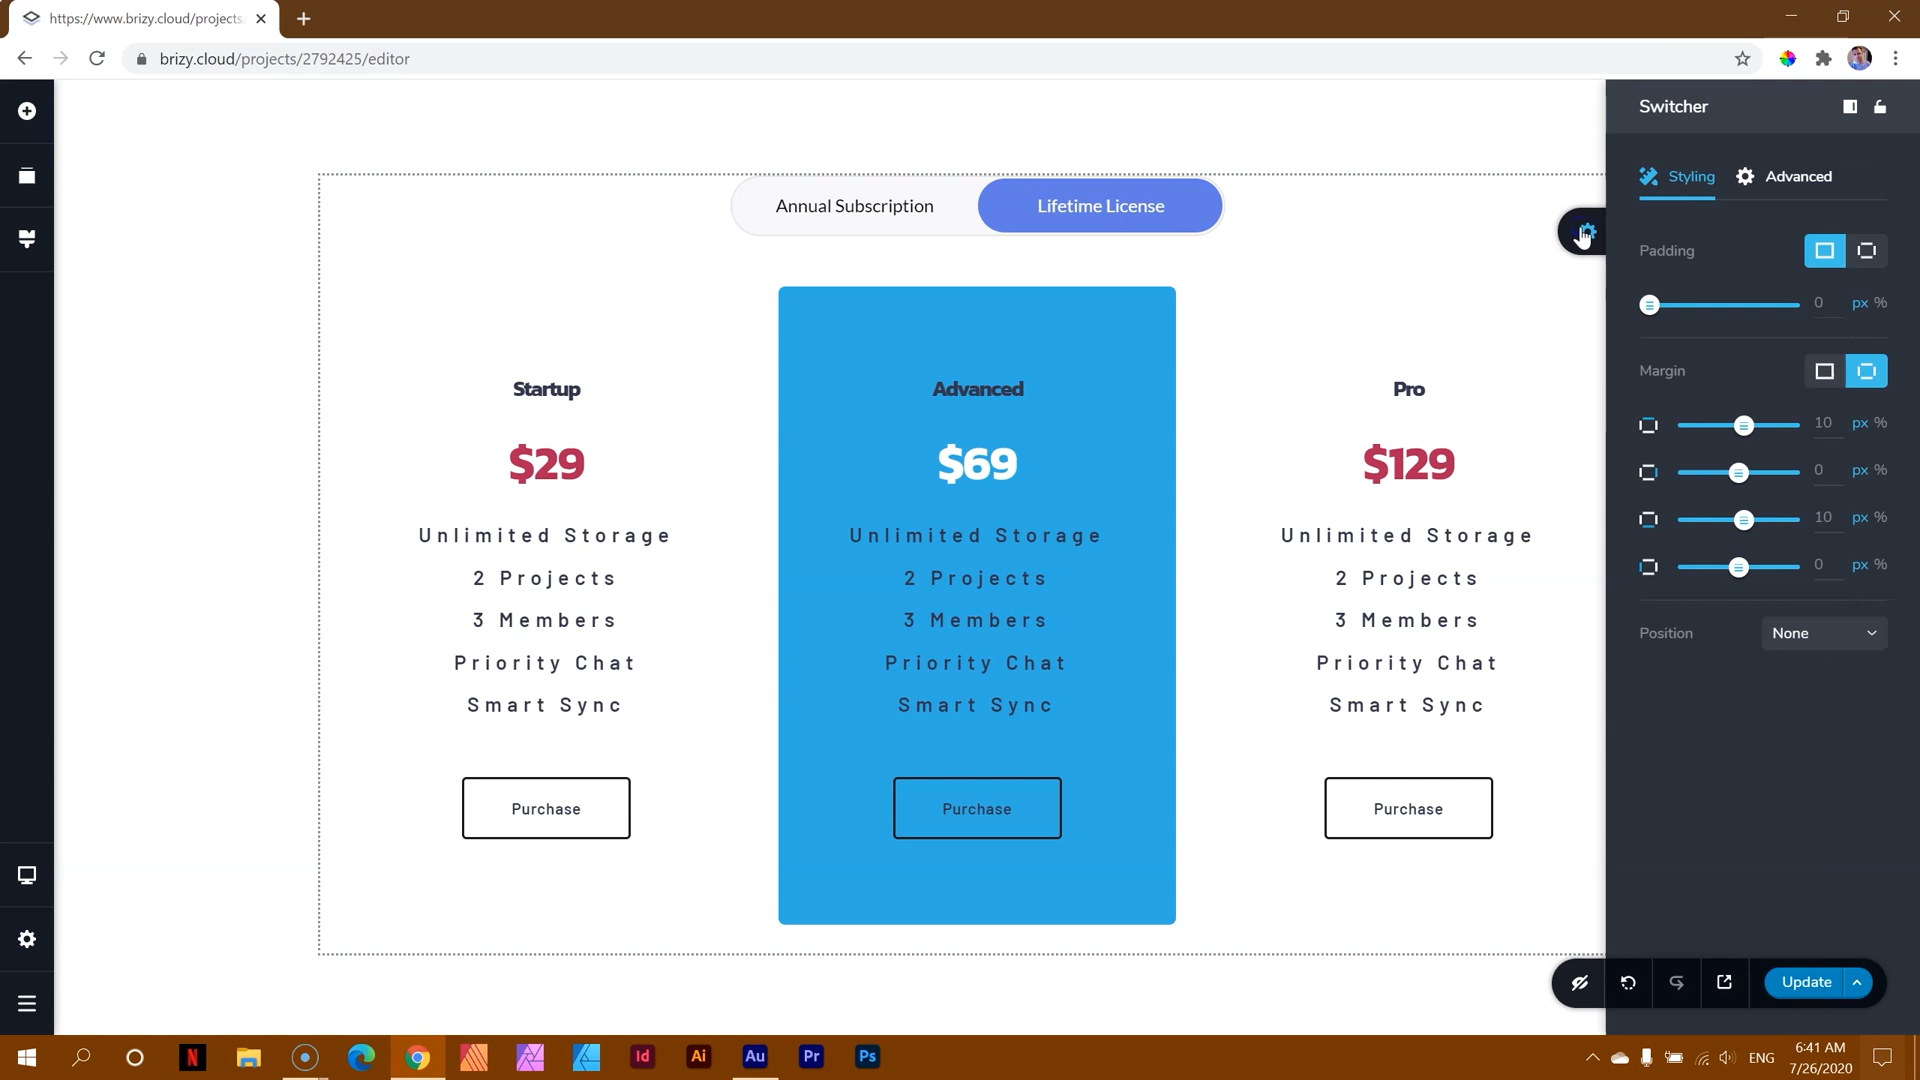 https://www.brizy.cloud/projects
brizy.cloud/projects/2792425/editor
Switcher
Styling Advanced
Annual Subscription Lifetime License
Padding
0 px %
Margin
10 px %
0 px %
10 px %
0 px %
Position None
Startup
$29
Unlimited Storage
2 Projects
3 Members
Priority Chat
Smart Sync
Purchase
Advanced
$69
Unlimited Storage
2 Projects
3 Members
Priority Chat
Smart Sync
Purchase
Pro
$129
Unlimited Storage
2 Projects
3 Members
Priority Chat
Smart Sync
Purchase
Update
N Id Ai Au Pr Ps
ENG
6:41 AM
7/26/2020